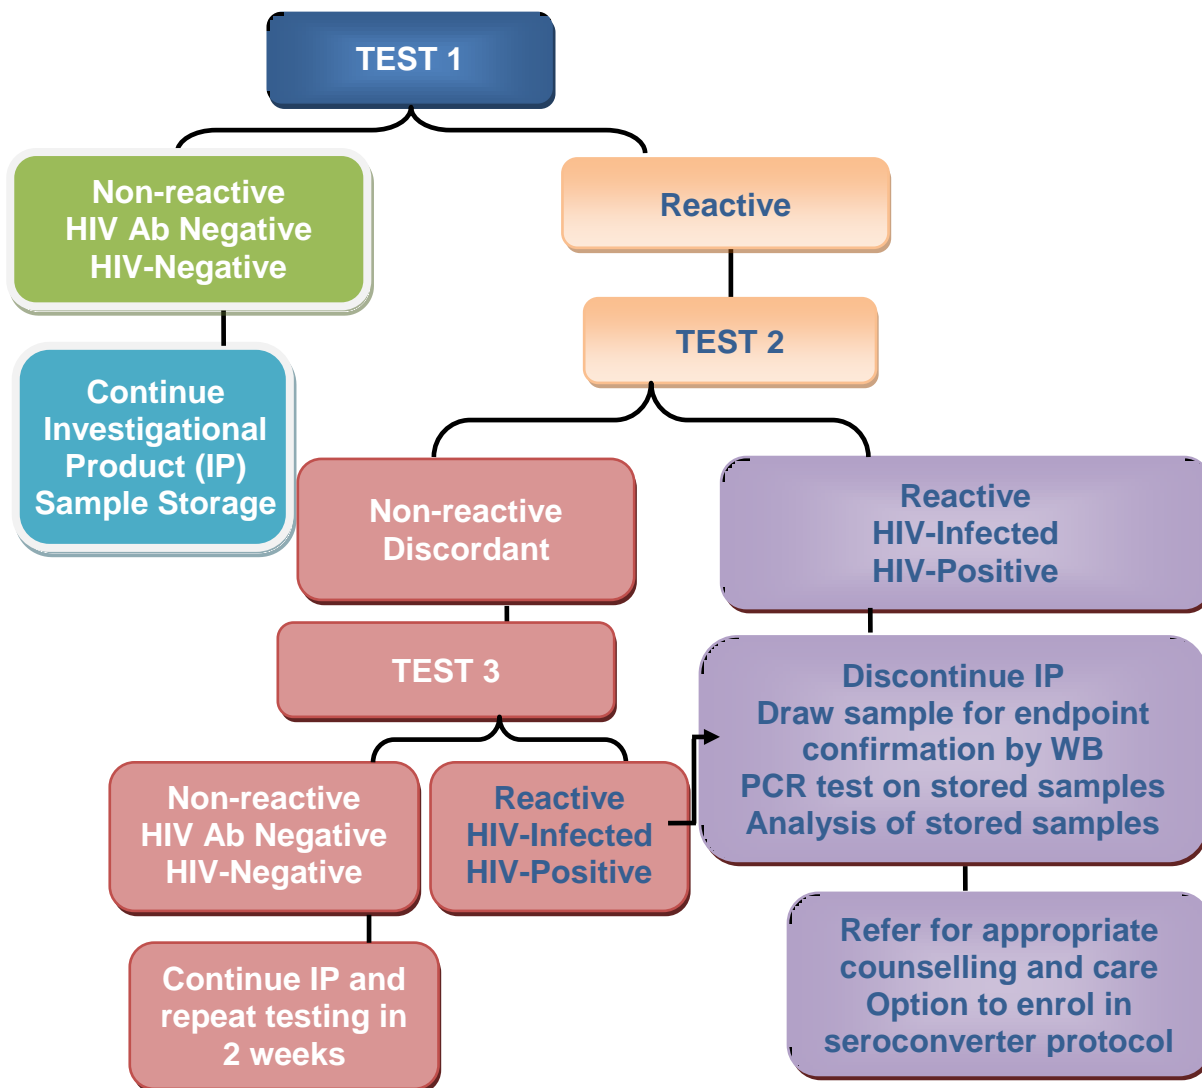 TEST 1
Non-reactive
HIV Ab Negative
HIV-Negative
Reactive
TEST 2
Continue
Investigational
Product (IP)
Sample Storage
Non-reactive
Discordant
Reactive
HIV-Infected
HIV-Positive
TEST 3
Discontinue IP
Draw sample for endpoint
confirmation by WB
PCR test on stored samples
Analysis of stored samples
Non-reactive
HIV Ab Negative
HIV-Negative
Reactive
HIV-Infected
HIV-Positive
Continue IP and
repeat testing in
2 weeks
Refer for appropriate
counselling and care
Option to enrol in
seroconverter protocol